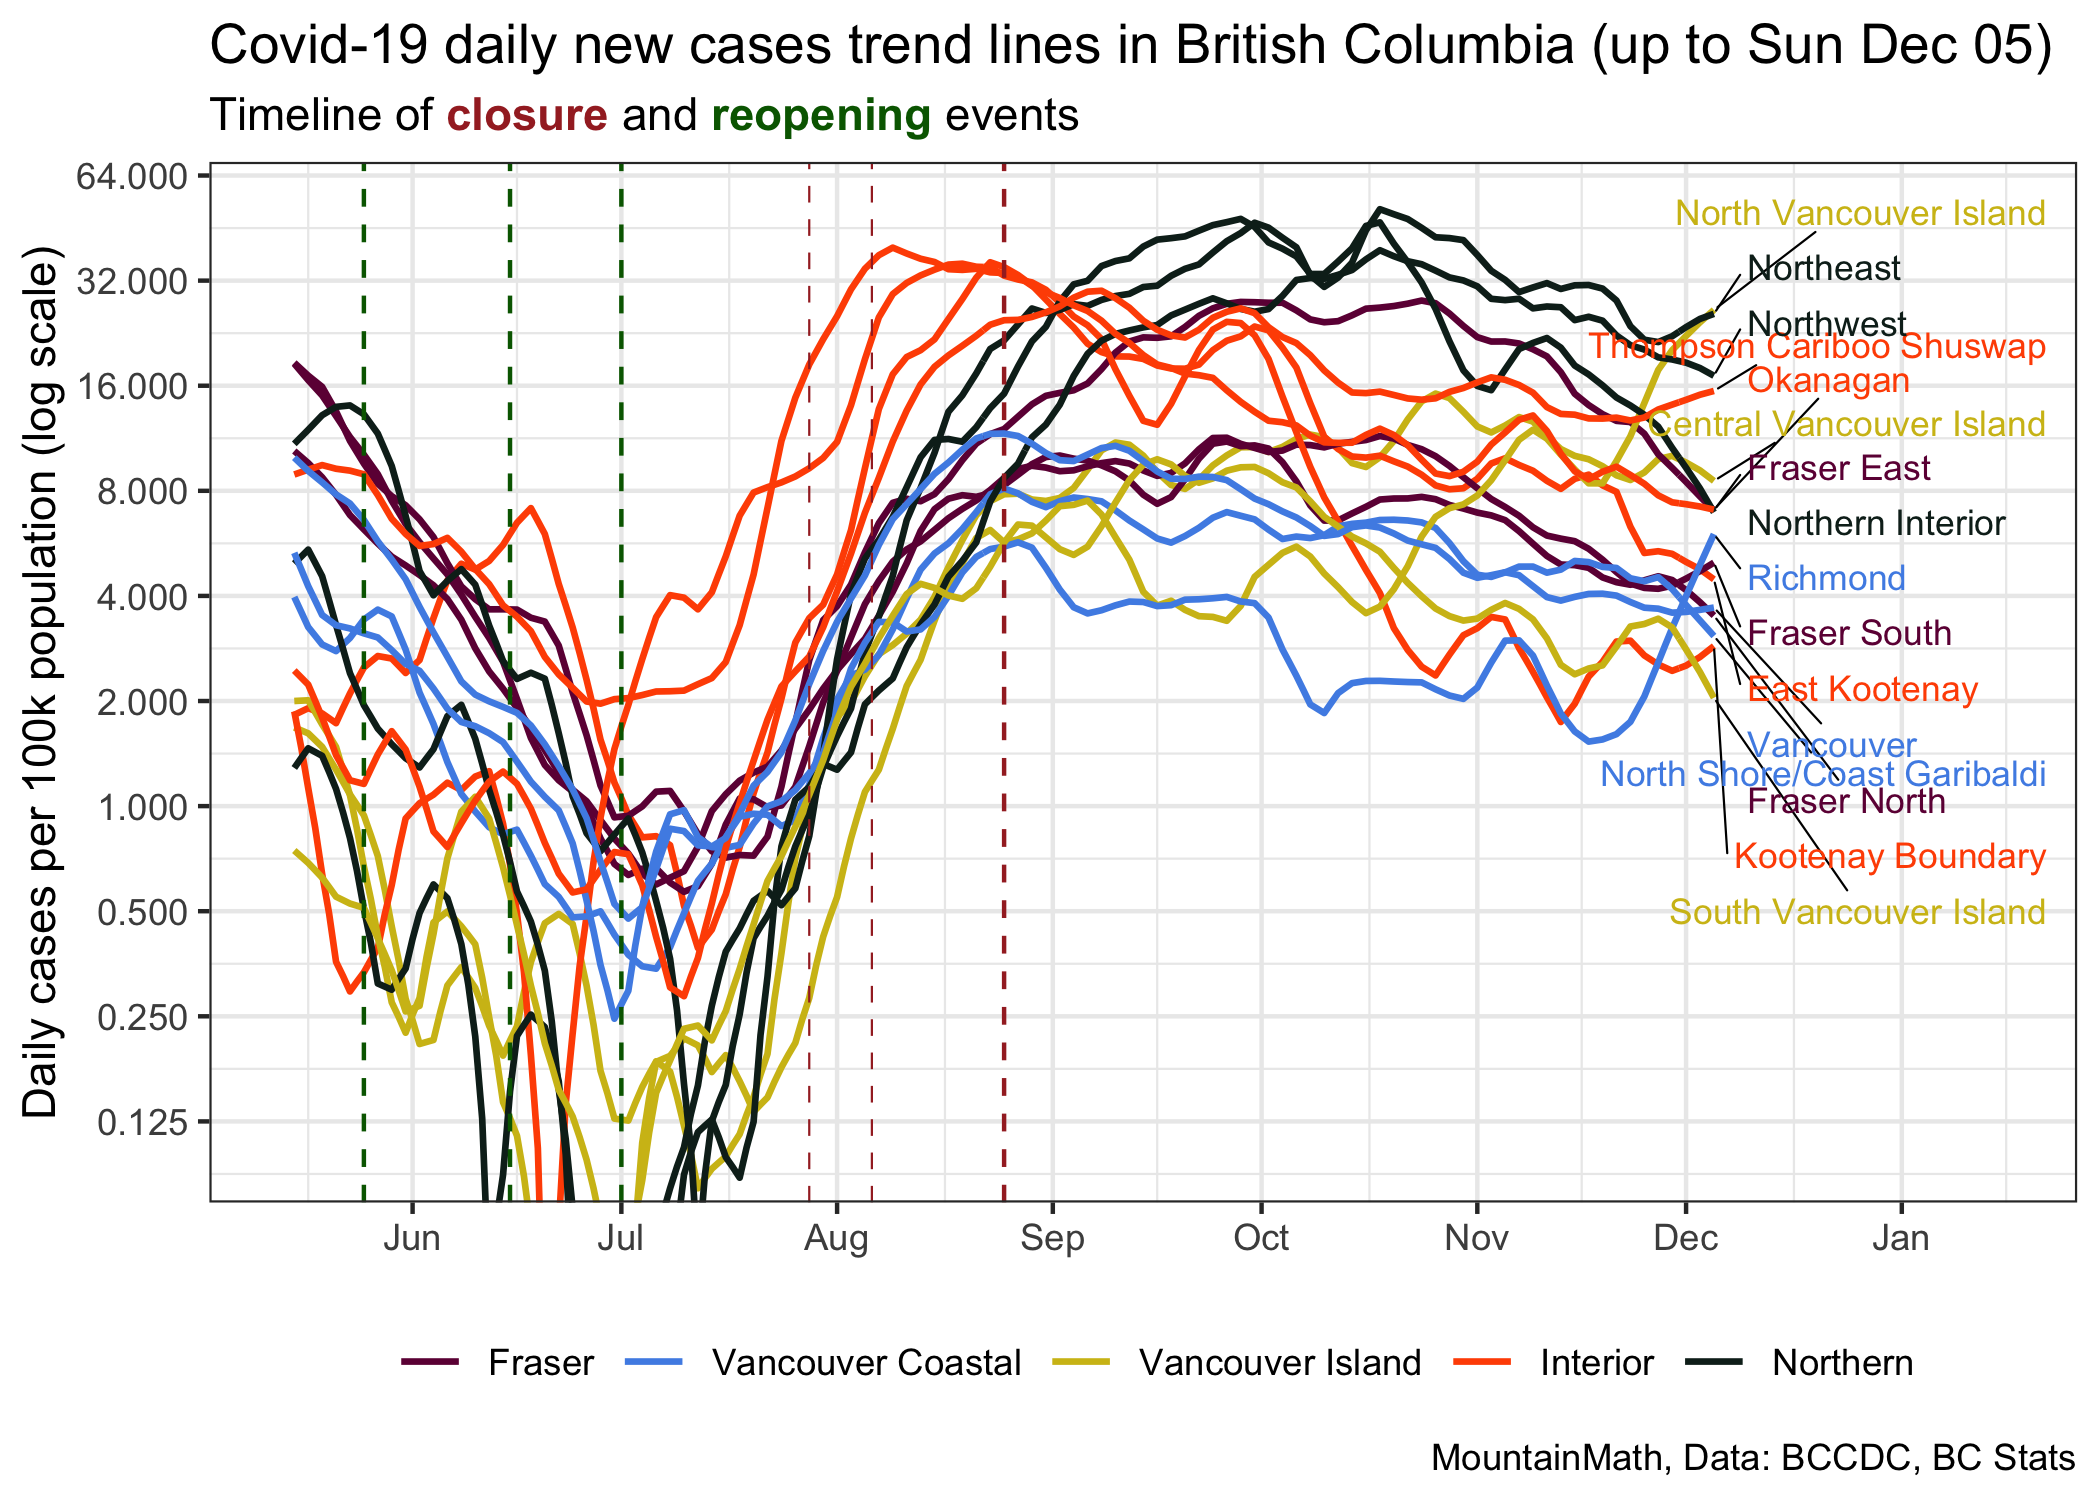 Covid-19 daily new cases trend lines in British Columbia (up to Sun Dec 05)
Timeline of closure and reopening events
Daily cases per 100k population (log scale)
64.000
32.000
16.000
8.000
4.000
2.000
1.000
0.500
0.250
0.125
North Vancouver Island
Northeast
Northwest
Thompson Cariboo Shuswap
Okanagan
Central Vancouver Island
Fraser East
Northern Interior
Richmond
Fraser South
East Kootenay
Vancouver
North Shore/Coast Garibaldi
Fraser North
Kootenay Boundary
South Vancouver Island
Jun Jul Aug Sep Oct Nov Dec Jan
Fraser Vancouver Coastal Vancouver Island Interior Northern
MountainMath, Data: BCCDC, BC Stats